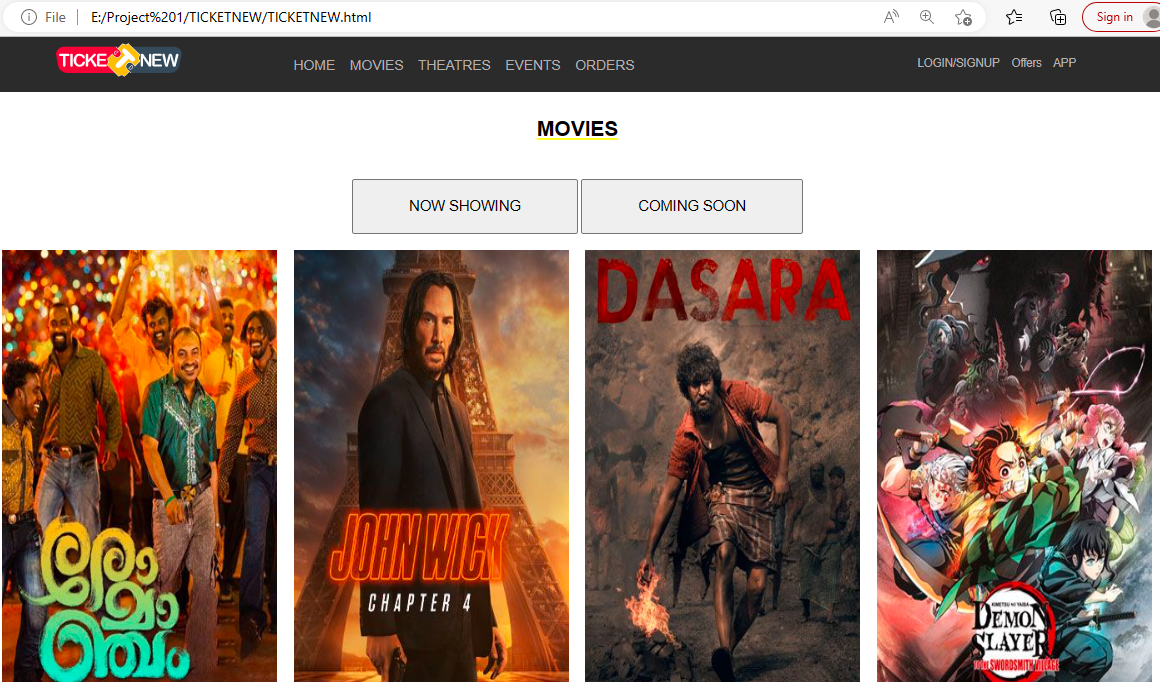 File
E:/Project%201/TICKETNEW/TICKETNEW.html
A
Sign in
TICKETNEW
HOME MOVIES THEATRES EVENTS ORDERS
LOGIN/SIGNUP Offers APP
MOVIES
NOW SHOWING
COMING SOON
രോ
മാ
ഞ്ചം
JOHN WICK
CHAPTER 4
DASARA
KIMETSU NO YAIBA
DEMON
SLAYER
TO THE SWORDSMITH VILLAGE